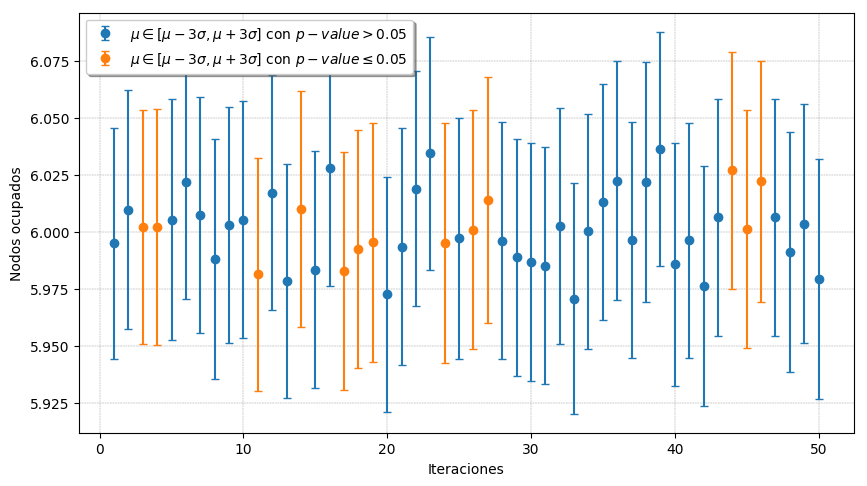 μ ∈ [μ − 3σ, μ + 3σ] con p − value > 0.05
μ ∈ [μ − 3σ, μ + 3σ] con p − value ≤ 0.05
Nodos ocupados
6.075
6.050
6.025
6.000
5.975
5.950
5.925
0 10 20 30 40 50
Iteraciones